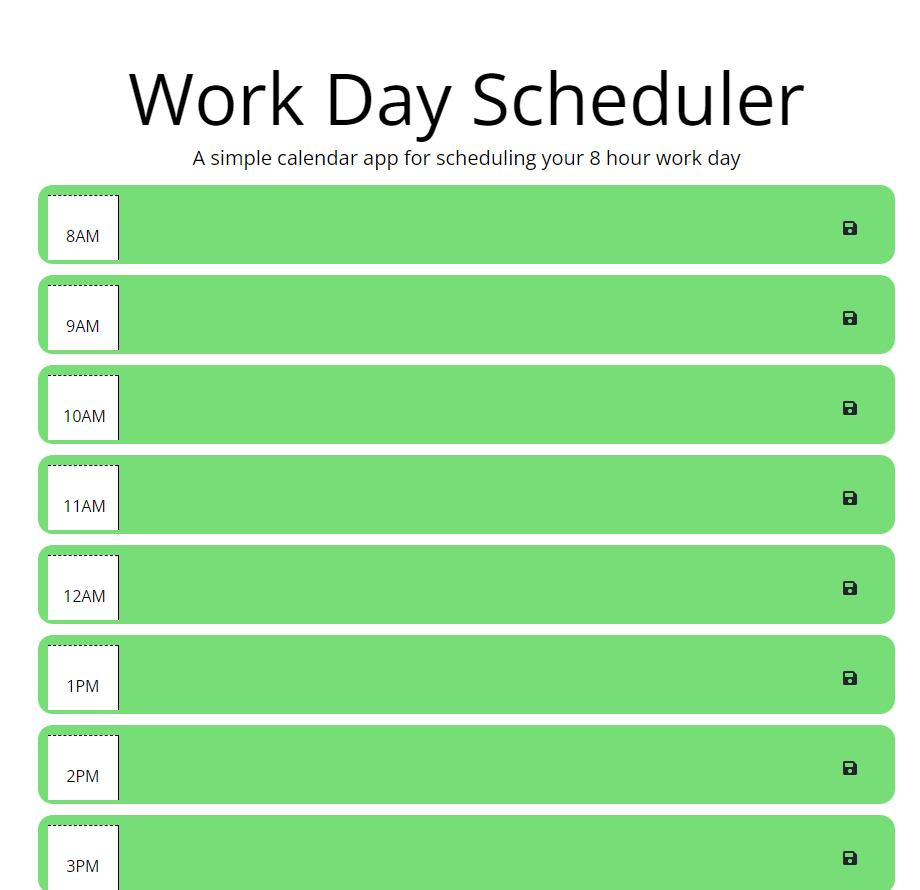 Work Day Scheduler
A simple calendar app for scheduling your 8 hour work day
8AM
9AM
10AM
11AM
12AM
1PM
2PM
3PM